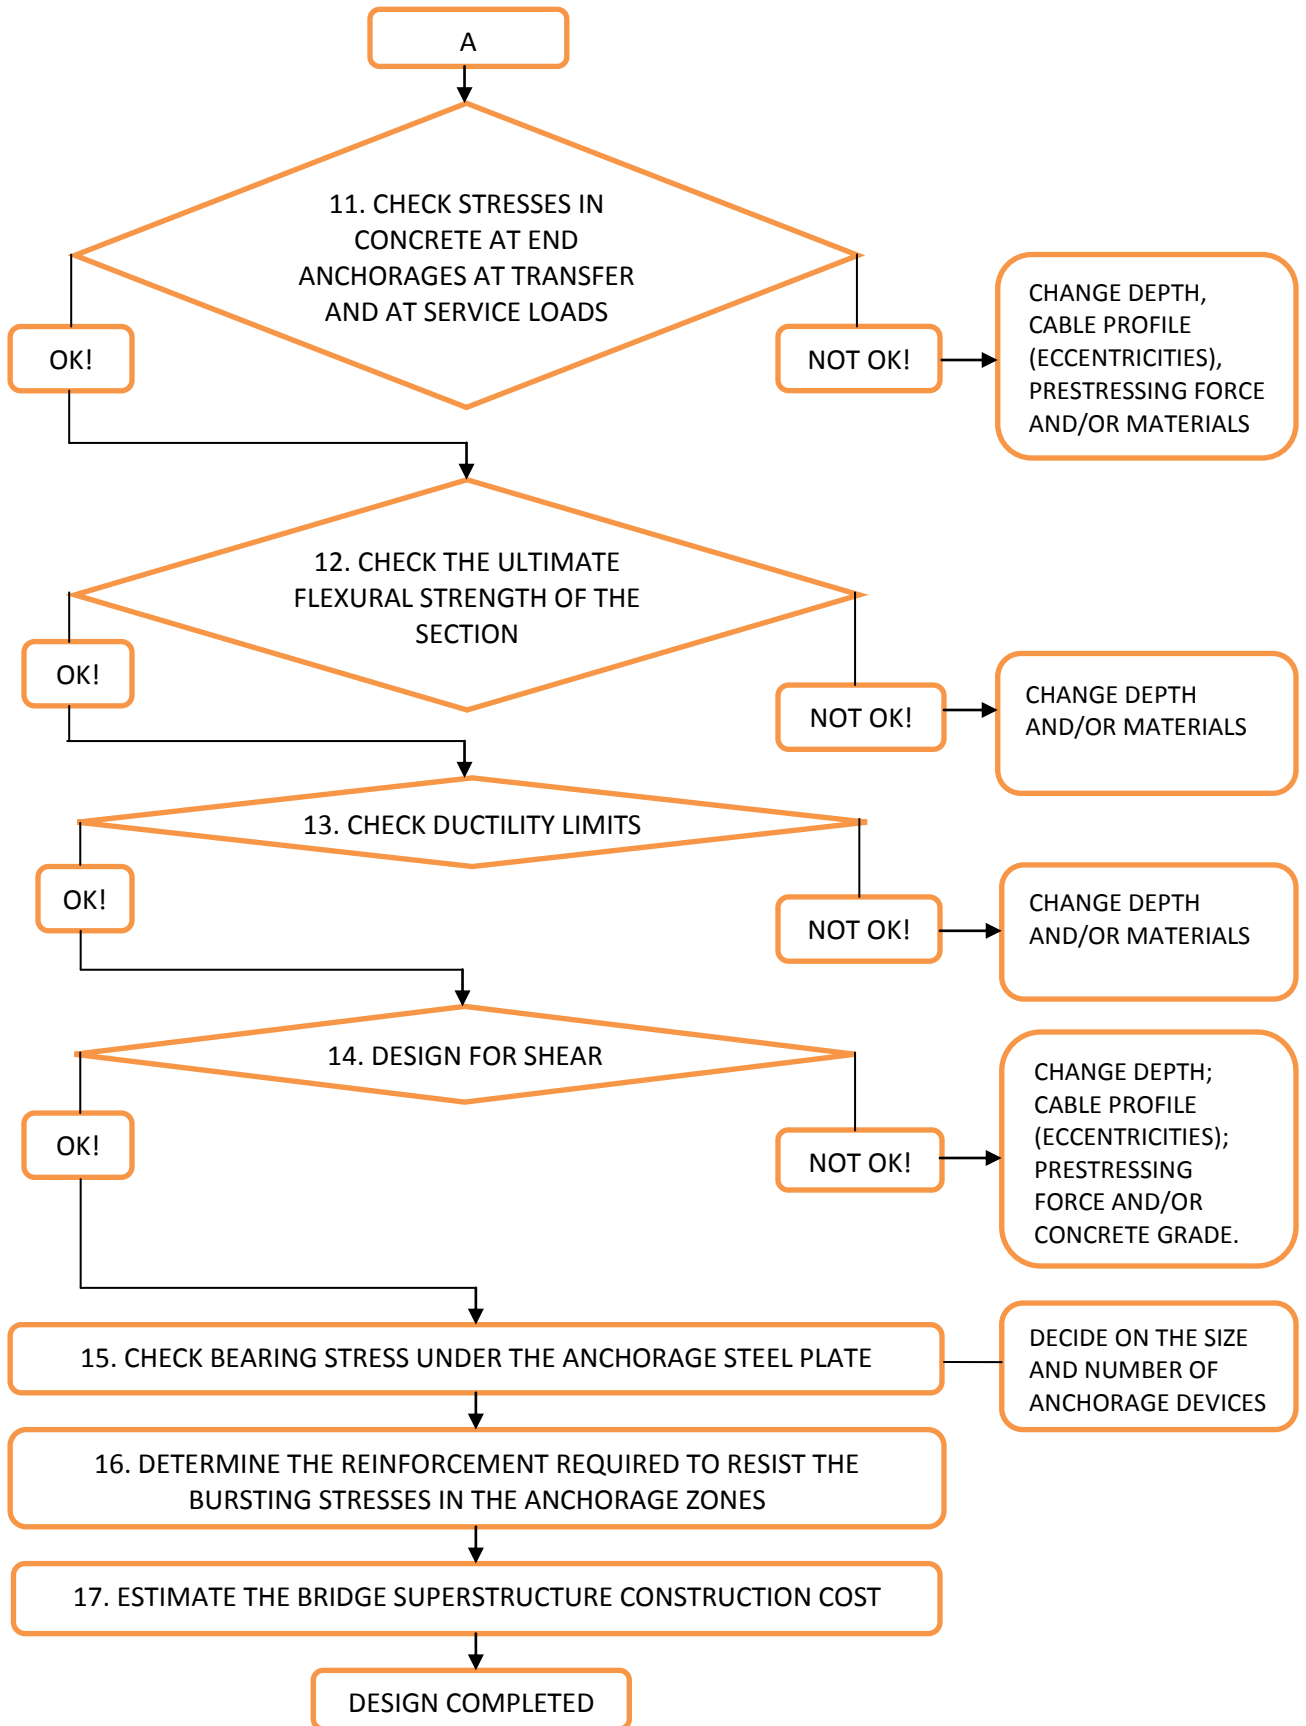 A
11. CHECK STRESSES IN
CONCRETE AT END
ANCHORAGES AT TRANSFER
AND AT SERVICE LOADS
OK!
NOT OK!
CHANGE DEPTH,
CABLE PROFILE
(ECCENTRICITIES),
PRESTRESSING FORCE
AND/OR MATERIALS
12. CHECK THE ULTIMATE
FLEXURAL STRENGTH OF THE
SECTION
OK!
NOT OK!
CHANGE DEPTH
AND/OR MATERIALS
13. CHECK DUCTILITY LIMITS
OK!
NOT OK!
CHANGE DEPTH
AND/OR MATERIALS
14. DESIGN FOR SHEAR
OK!
NOT OK!
CHANGE DEPTH;
CABLE PROFILE
(ECCENTRICITIES);
PRESTRESSING
FORCE AND/OR
CONCRETE GRADE.
15. CHECK BEARING STRESS UNDER THE ANCHORAGE STEEL PLATE
DECIDE ON THE SIZE
AND NUMBER OF
ANCHORAGE DEVICES
16. DETERMINE THE REINFORCEMENT REQUIRED TO RESIST THE
BURSTING STRESSES IN THE ANCHORAGE ZONES
17. ESTIMATE THE BRIDGE SUPERSTRUCTURE CONSTRUCTION COST
DESIGN COMPLETED